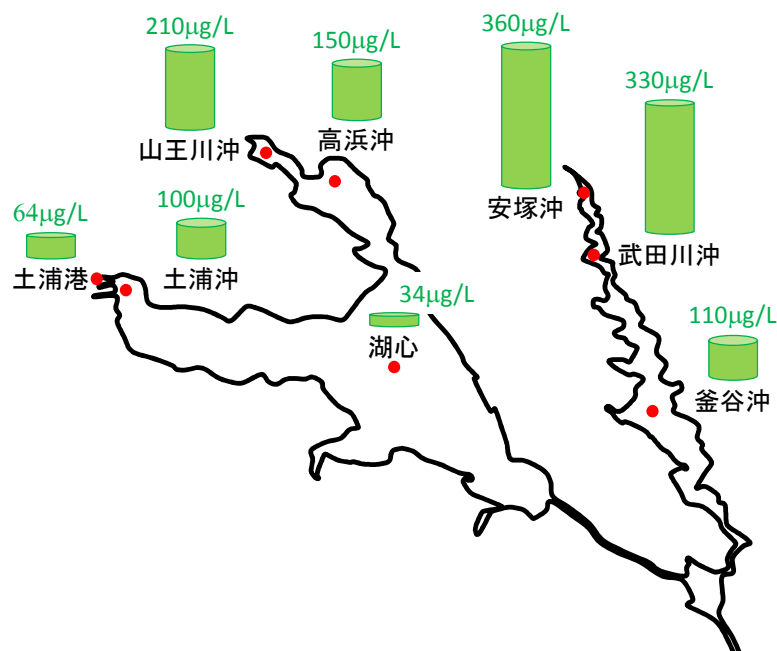 210μg/L
山王川沖
150μg/L
高浜沖
360μg/L
安塚沖
330μg/L
武田川沖
64μg/L
土浦港
100μg/L
土浦沖
34μg/L
湖心
110μg/L
釜谷沖